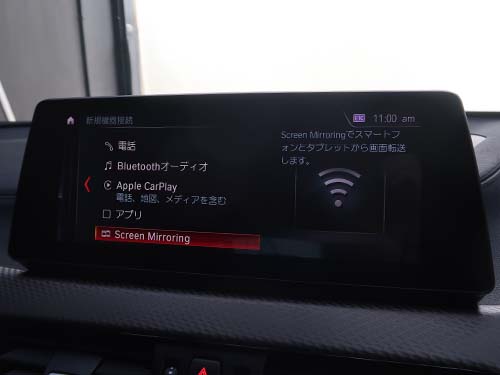 新規機器接続
11:00 am
電話
Bluetoothオーディオ
Apple CarPlay
電話、地図、メディアを含む
アプリ
Screen Mirroring
Screen Mirroringでスマートフ
ォンとタブレットから画面転送
します。